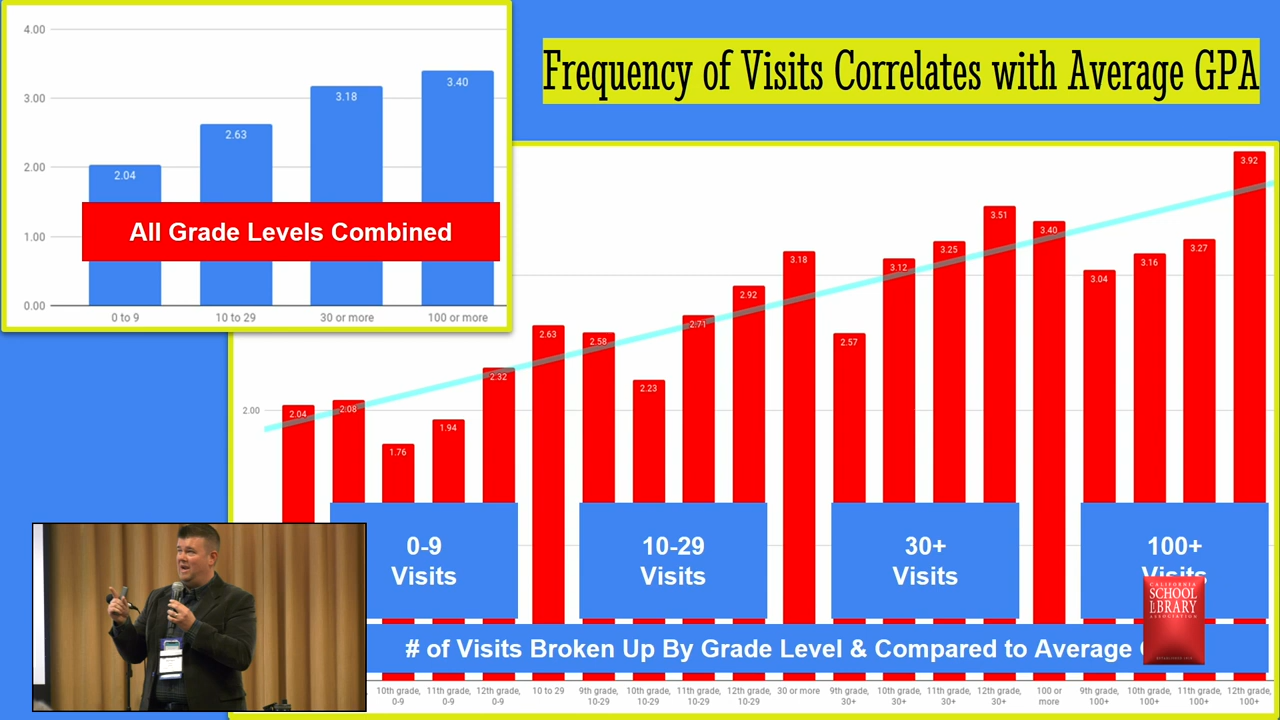 Frequency of Visits Correlates with Average GPA
4.00
3.00
2.00
1.00
0.00
2.04
2.63
3.18
3.40
All Grade Levels Combined
0 to 9
10 to 29
30 or more
100 or more
2.00
2.04
2.08
1.76
1.94
2.32
2.63
2.58
2.23
2.71
2.92
3.18
2.57
3.12
3.25
3.51
3.40
3.04
3.16
3.27
3.92
0-9
Visits
10-29
Visits
30+
Visits
100+
Visits
# of Visits Broken Up By Grade Level & Compared to Average
CALIFORNIA
SCHOOL
LIBRARY
ASSOCIATION
10th grade,
0-9
11th grade,
0-9
12th grade,
0-9
10 to 29
9th grade,
10-29
10th grade,
10-29
11th grade,
10-29
12th grade,
10-29
30 or more
9th grade,
30+
10th grade,
30+
11th grade,
30+
12th grade,
30+
100 or
more
9th grade,
100+
10th grade,
100+
11th grade,
100+
12th grade,
100+